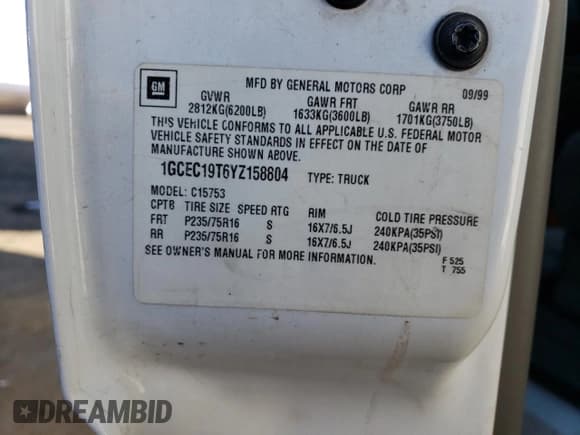 GM
MFD BY GENERAL MOTORS CORP 09/99
GVWR GAWR FRT GAWR RR
2812KG(6200LB) 1633KG(3600LB) 1701KG(3750LB)
THIS VEHICLE CONFORMS TO ALL APPLICABLE U.S. FEDERAL MOTOR
VEHICLE SAFETY STANDARDS IN EFFECT ON THE DATE OF
MANUFACTURE SHOWN ABOVE.
1GCEC19T6YZ158804 TYPE: TRUCK
MODEL: C15753
CPTB TIRE SIZE SPEED RTG RIM COLD TIRE PRESSURE
FRT P235/75R16 S 16X7/6.5J 240KPA(35PSI)
RR P235/75R16 S 16X7/6.5J 240KPA(35PSI)
SEE OWNER'S MANUAL FOR MORE INFORMATION.
F 525
T 755
DREAMBID